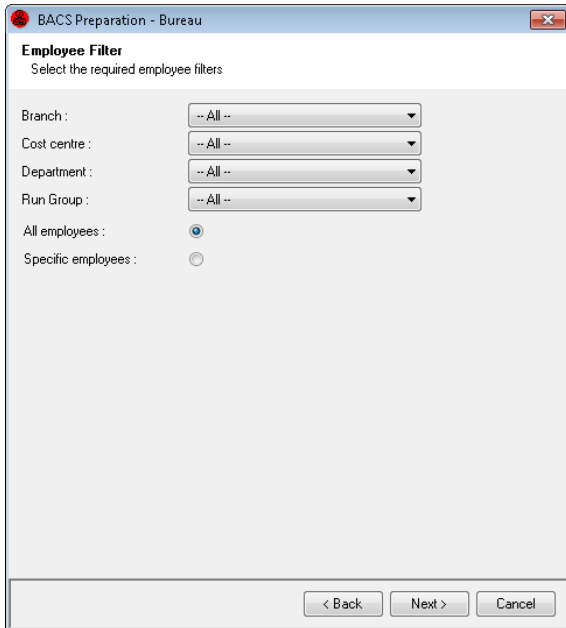 BACS Preparation - Bureau
Employee Filter
Select the required employee filters
Branch : -- All --
Cost centre : -- All --
Department : -- All --
Run Group : -- All --
All employees :
Specific employees :
< Back Next > Cancel